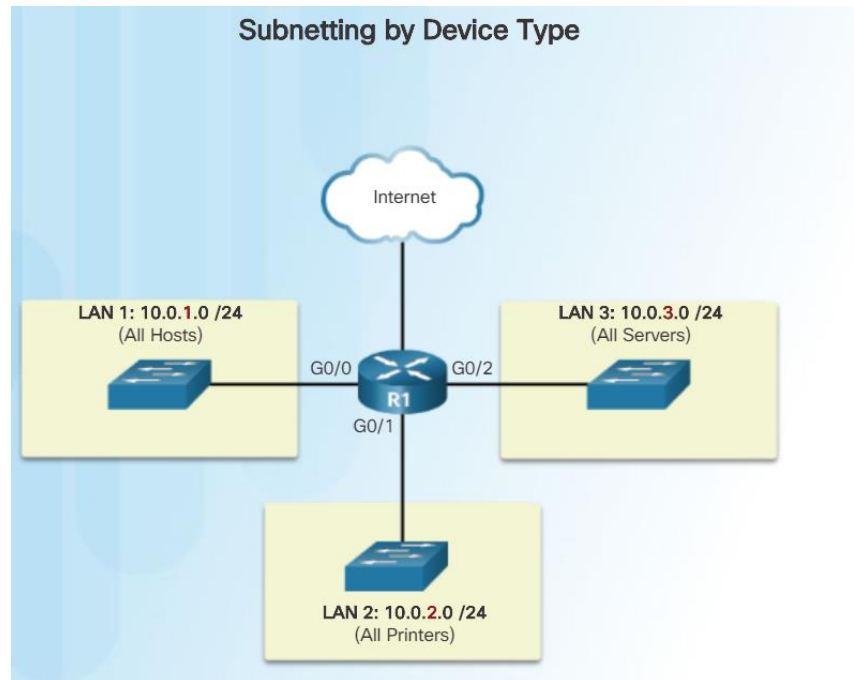 Subnetting by Device Type
Internet
LAN 1: 10.0.1.0 /24
(All Hosts)
LAN 3: 10.0.3.0 /24
(All Servers)
G0/0
G0/2
R1
G0/1
LAN 2: 10.0.2.0 /24
(All Printers)